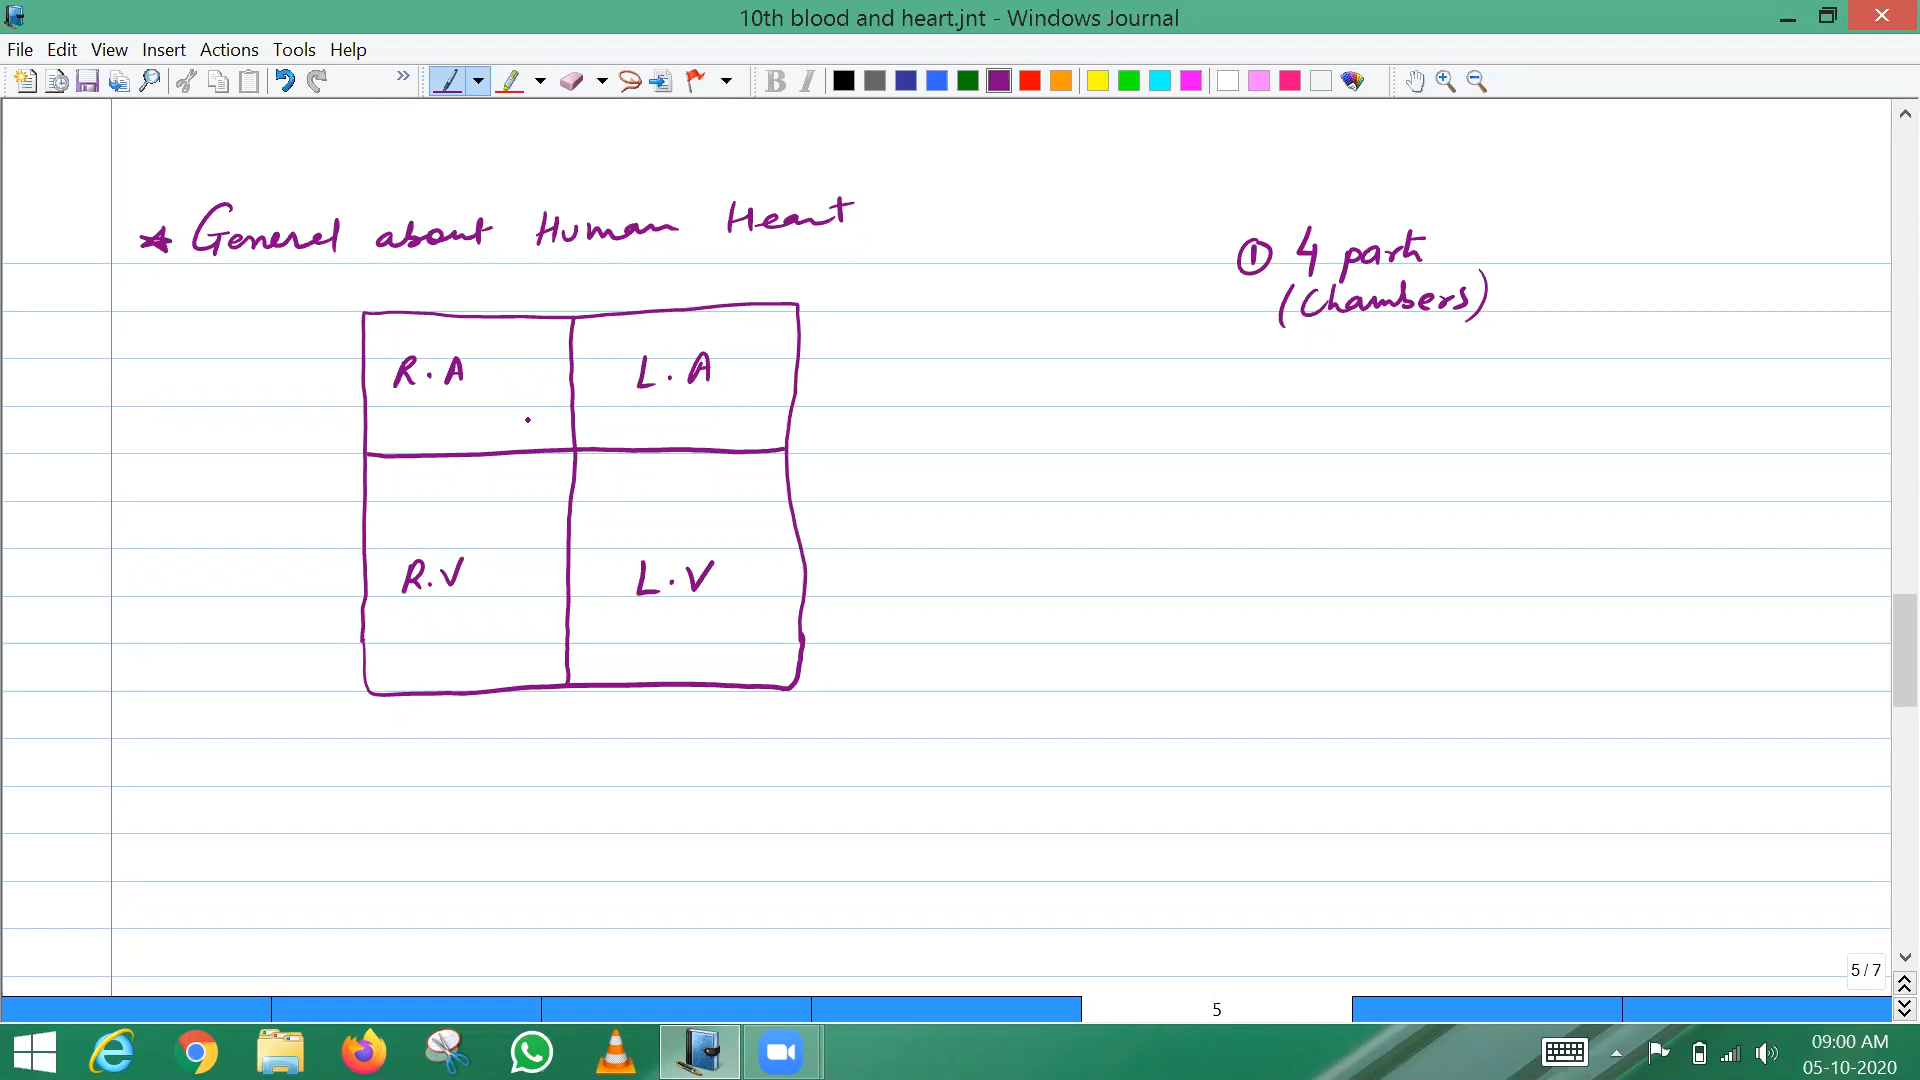 10th blood and heart.jnt - Windows Journal
File Edit View Insert Actions Tools Help
* General about Human Heart
① 4 parts
(Chambers)
R.A L.A
R.V L.V
5/7
5
09:00 AM
05-10-2020